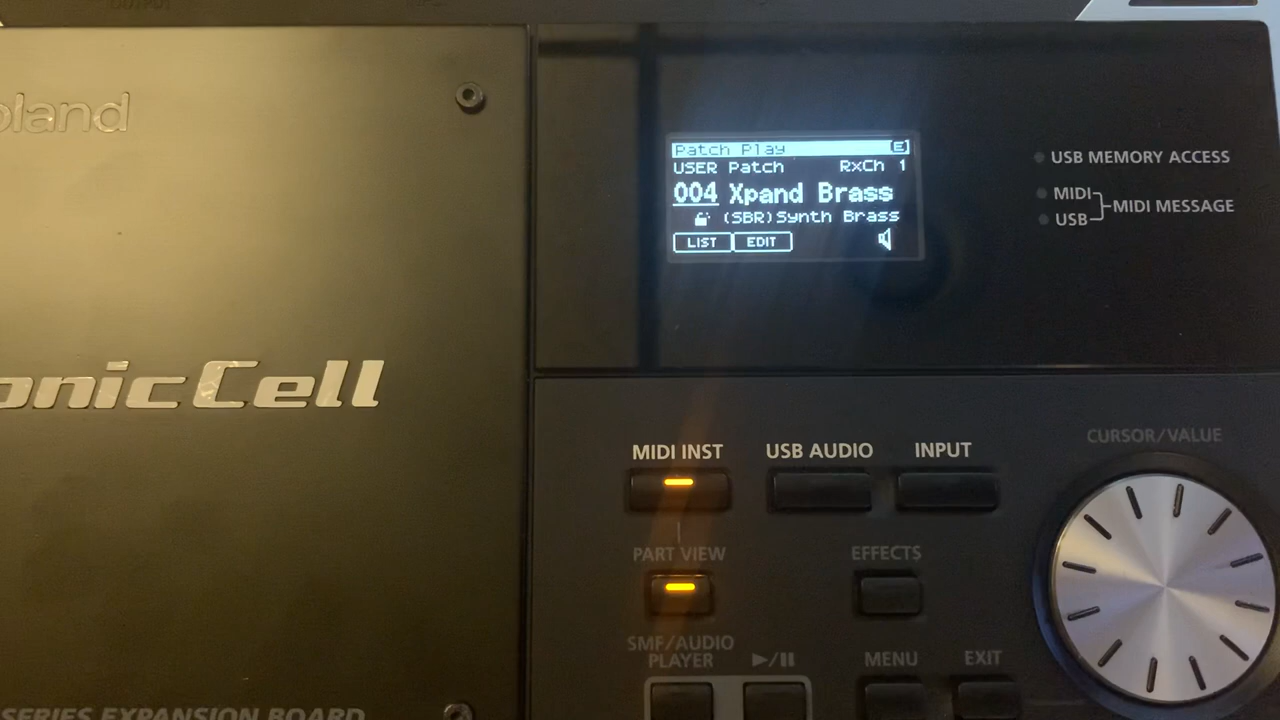 OUTPUT
oland
onicCell
SERIES EXPANSION BOARD
Patch Play [E]
USER Patch RxCh 1
004 Xpand Brass
(SBR)Synth Brass
LIST EDIT
USB MEMORY ACCESS
MIDI
USB
MIDI MESSAGE
MIDI INST USB AUDIO INPUT
CURSOR/VALUE
PART VIEW EFFECTS
SMF/AUDIO
PLAYER
MENU EXIT